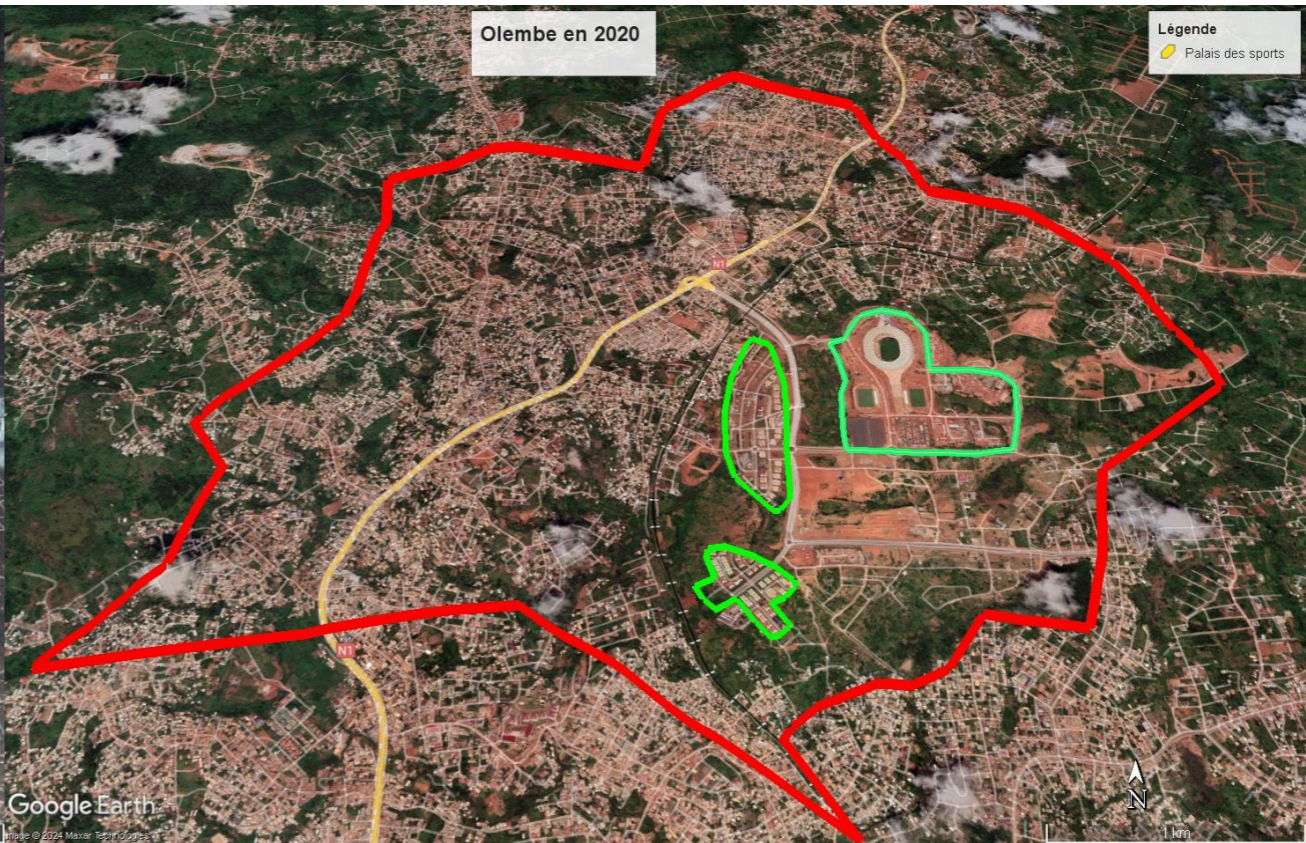 Olembe en 2020
Légende
Palais des sports
N1
N1
Google Earth
N
Image © 2024 Maxar Technologies
1 km